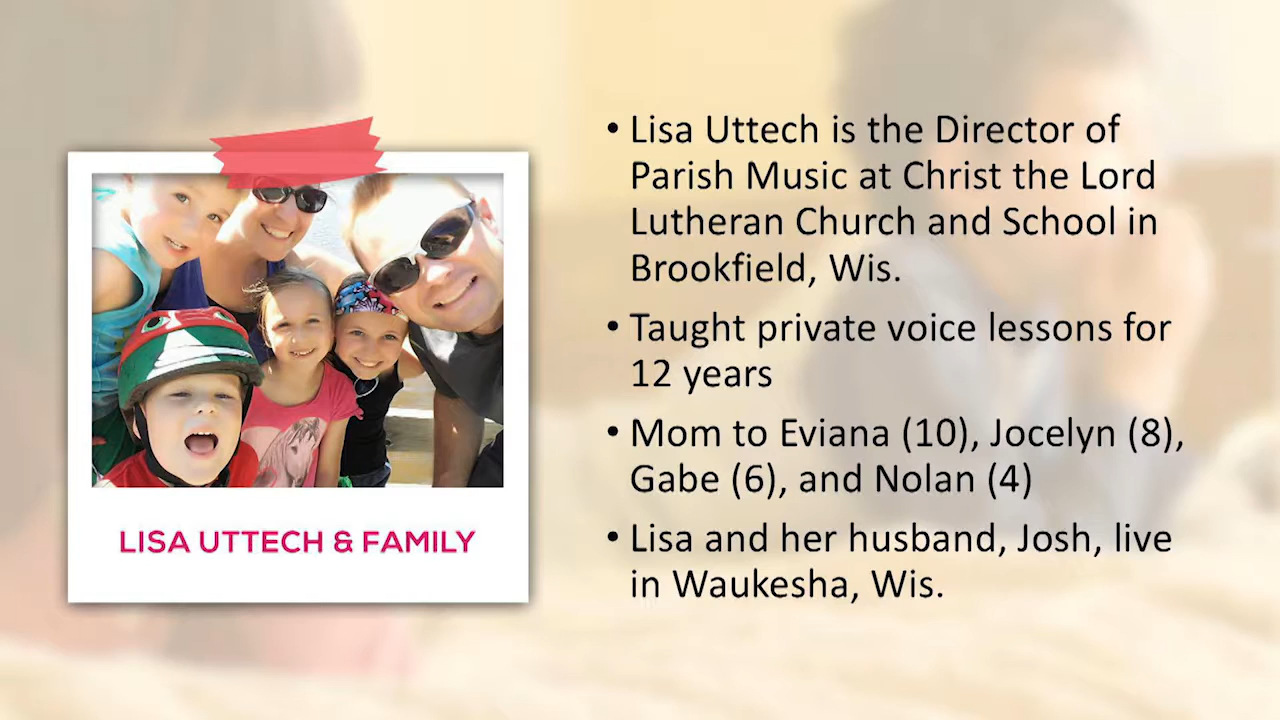 LISA UTTECH & FAMILY
• Lisa Uttech is the Director of
Parish Music at Christ the Lord
Lutheran Church and School in
Brookfield, Wis.
• Taught private voice lessons for
12 years
• Mom to Eviana (10), Jocelyn (8),
Gabe (6), and Nolan (4)
• Lisa and her husband, Josh, live
in Waukesha, Wis.